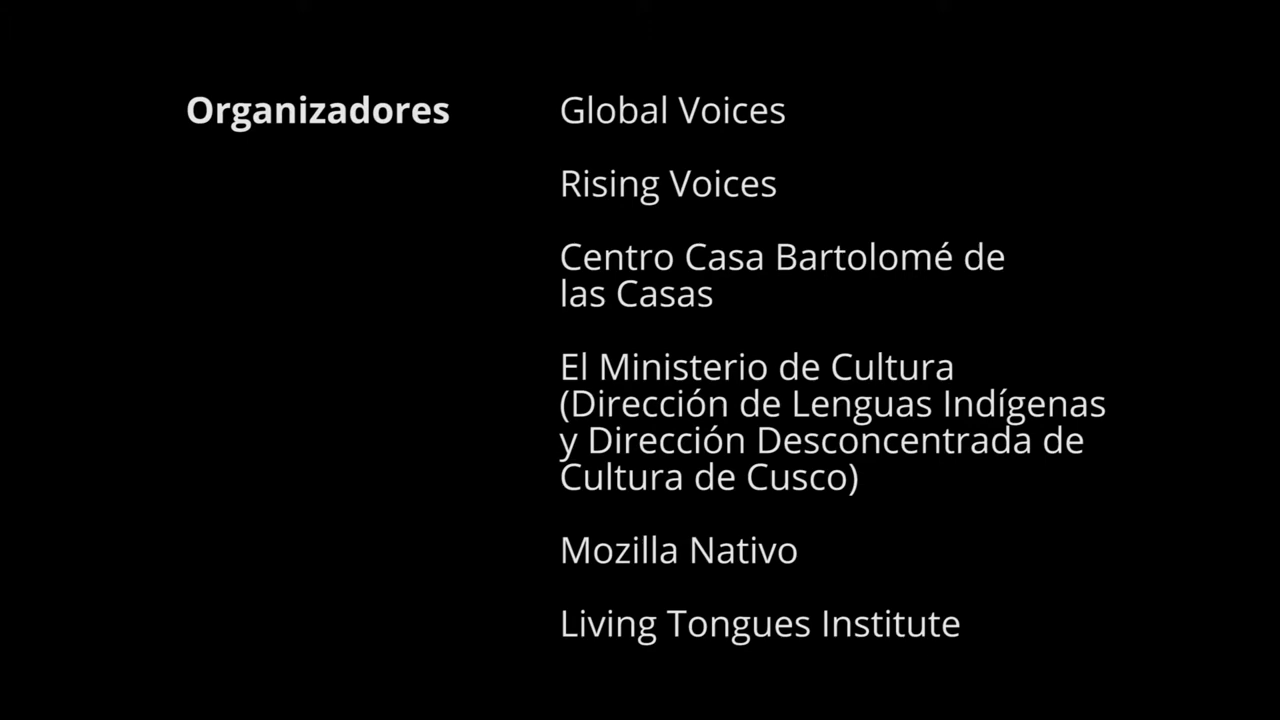 Organizadores
Global Voices
Rising Voices
Centro Casa Bartolomé de
las Casas
El Ministerio de Cultura
(Dirección de Lenguas Indígenas
y Dirección Desconcentrada de
Cultura de Cusco)
Mozilla Nativo
Living Tongues Institute